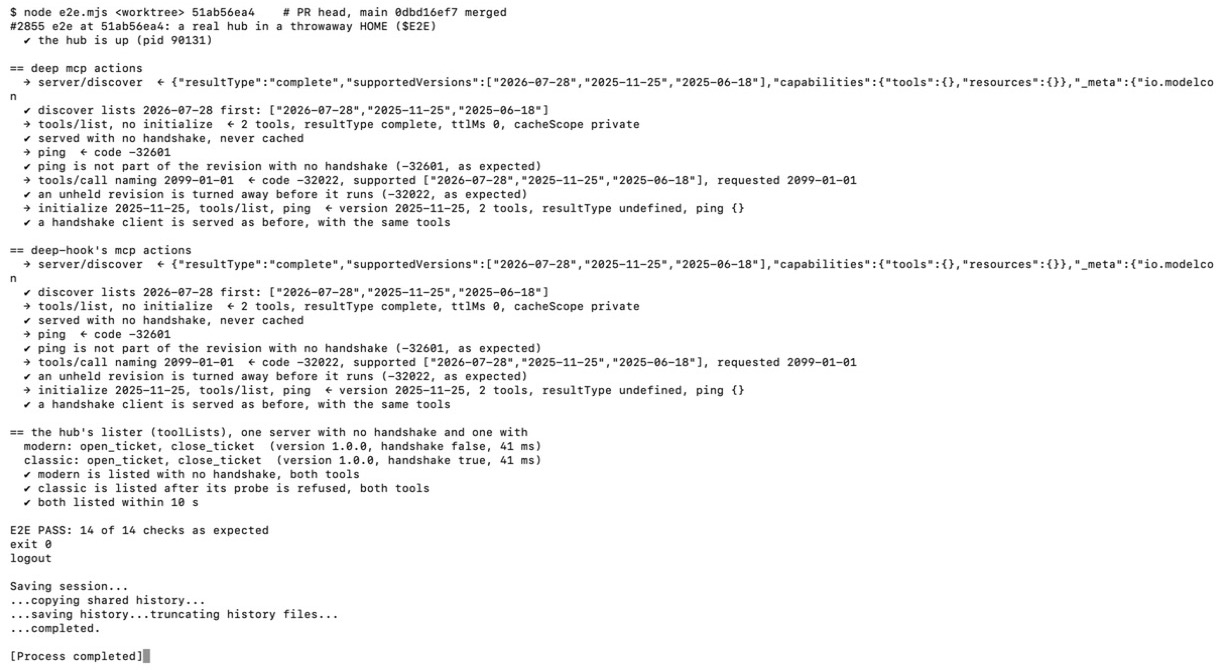 $ node e2e.mjs <worktree> 51ab56ea4    # PR head, main 0dbd16ef7 merged
#2855 e2e at 51ab56ea4: a real hub in a throwaway HOME ($E2E)
  ✔ the hub is up (pid 90131)
== deep mcp actions
  → server/discover  ← {"resultType":"complete","supportedVersions":["2026-07-28","2025-11-25","2025-06-18"],"capabilities":{"tools":{},"resources":{}},"_meta":{"io.modelco
n
  ✔ discover lists 2026-07-28 first: ["2026-07-28","2025-11-25","2025-06-18"]
  → tools/list, no initialize  ← 2 tools, resultType complete, ttlMs 0, cacheScope private
  ✔ served with no handshake, never cached
  → ping  ← code -32601
  ✔ ping is not part of the revision with no handshake (-32601, as expected)
  → tools/call naming 2099-01-01  ← code -32022, supported ["2026-07-28","2025-11-25","2025-06-18"], requested 2099-01-01
  ✔ an unheld revision is turned away before it runs (-32022, as expected)
  → initialize 2025-11-25, tools/list, ping  ← version 2025-11-25, 2 tools, resultType undefined, ping {}
  ✔ a handshake client is served as before, with the same tools
== deep-hook's mcp actions
  → server/discover  ← {"resultType":"complete","supportedVersions":["2026-07-28","2025-11-25","2025-06-18"],"capabilities":{"tools":{},"resources":{}},"_meta":{"io.modelco
n
  ✔ discover lists 2026-07-28 first: ["2026-07-28","2025-11-25","2025-06-18"]
  → tools/list, no initialize  ← 2 tools, resultType complete, ttlMs 0, cacheScope private
  ✔ served with no handshake, never cached
  → ping  ← code -32601
  ✔ ping is not part of the revision with no handshake (-32601, as expected)
  → tools/call naming 2099-01-01  ← code -32022, supported ["2026-07-28","2025-11-25","2025-06-18"], requested 2099-01-01
  ✔ an unheld revision is turned away before it runs (-32022, as expected)
  → initialize 2025-11-25, tools/list, ping  ← version 2025-11-25, 2 tools, resultType undefined, ping {}
  ✔ a handshake client is served as before, with the same tools
== the hub's lister (toolLists), one server with no handshake and one with
  modern: open_ticket, close_ticket  (version 1.0.0, handshake false, 41 ms)
  classic: open_ticket, close_ticket  (version 1.0.0, handshake true, 41 ms)
  ✔ modern is listed with no handshake, both tools
  ✔ classic is listed after its probe is refused, both tools
  ✔ both listed within 10 s
E2E PASS: 14 of 14 checks as expected
exit 0
logout
Saving session...
...copying shared history...
...saving history...truncating history files...
...completed.
[Process completed]